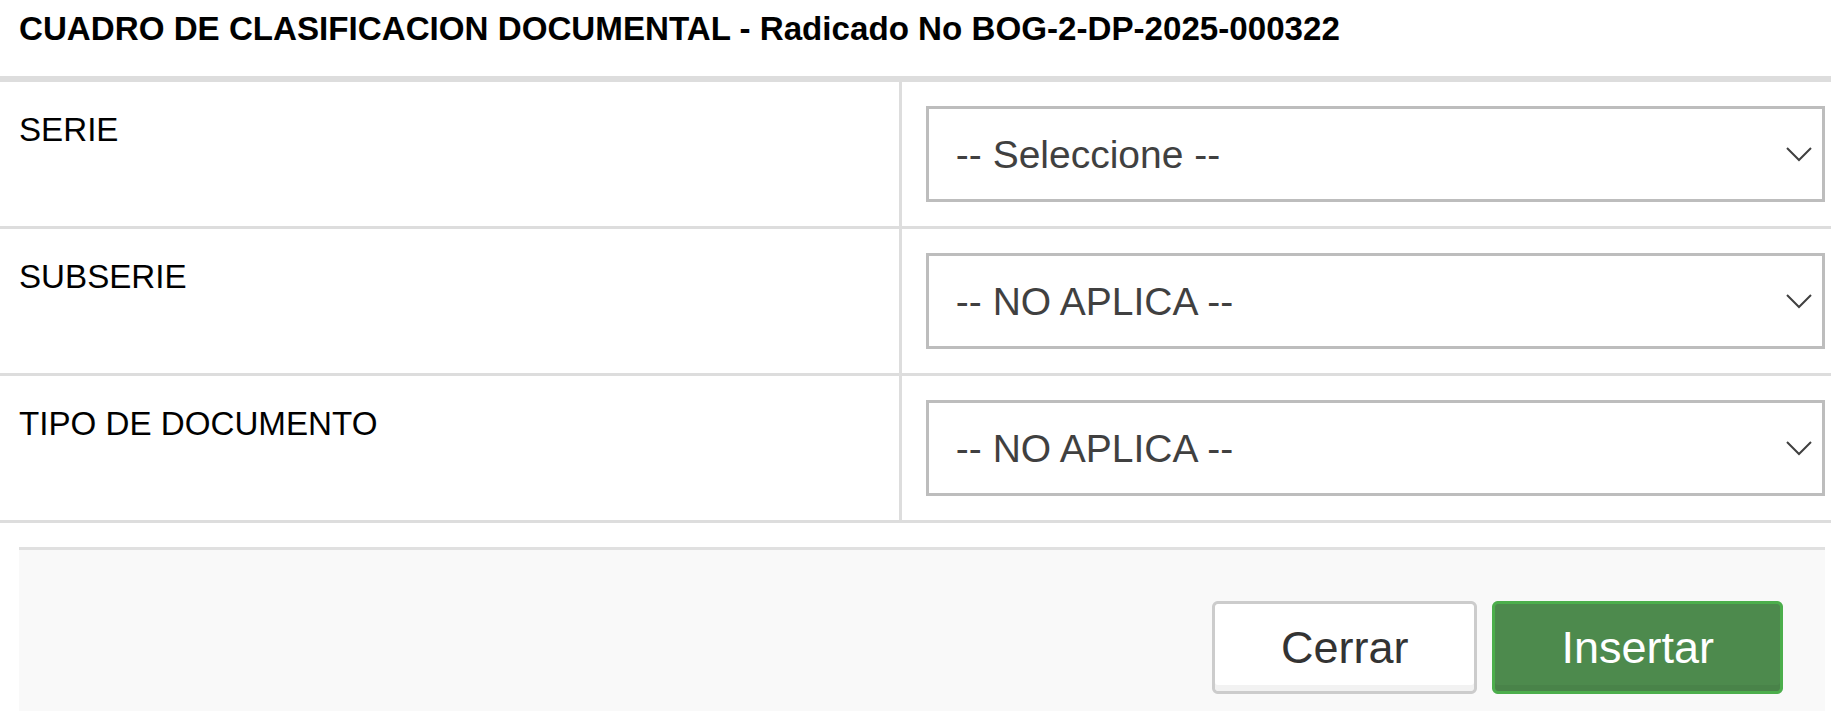 CUADRO DE CLASIFICACION DOCUMENTAL - Radicado No BOG-2-DP-2025-000322
SERIE
-- Seleccione --
SUBSERIE
-- NO APLICA --
TIPO DE DOCUMENTO
-- NO APLICA --
Cerrar
Insertar